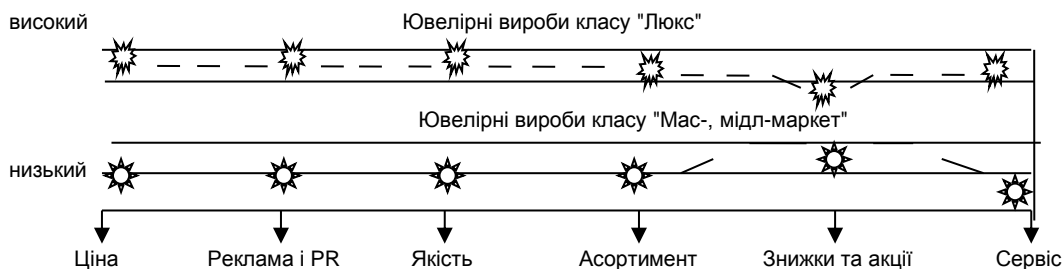 високий
Ювелірні вироби класу "Люкс"
Ювелірні вироби класу "Мас-, мідл-маркет"
низький
Ціна Реклама і PR Якість Асортимент Знижки та акції Сервіс